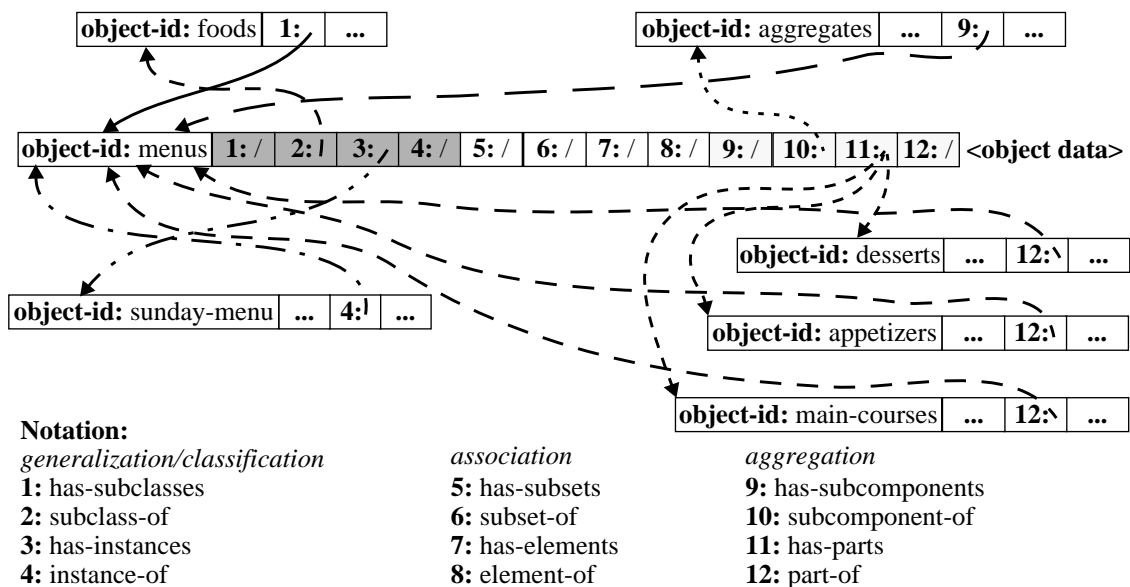 object-id: foods 1: ...
object-id: aggregates ... 9: ...
object-id: menus 1: / 2: 3: 4: / 5: / 6: / 7: / 8: / 9: / 10: 11: 12: / <object data>
object-id: desserts ... 12: ...
object-id: sunday-menu ... 4: ...
object-id: appetizers ... 12: ...
object-id: main-courses ... 12: ...
Notation:
generalization/classification
1: has-subclasses
2: subclass-of
3: has-instances
4: instance-of
association
5: has-subsets
6: subset-of
7: has-elements
8: element-of
aggregation
9: has-subcomponents
10: subcomponent-of
11: has-parts
12: part-of